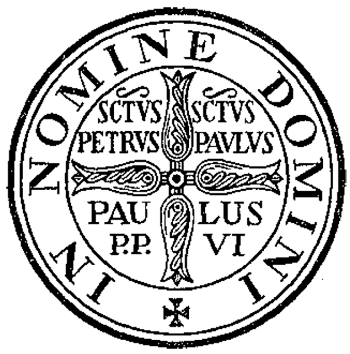 IN NOMINE DOMINI
SCTVS SCTVS
PETRVS PAVLVS
PAU LUS
P.P. VI